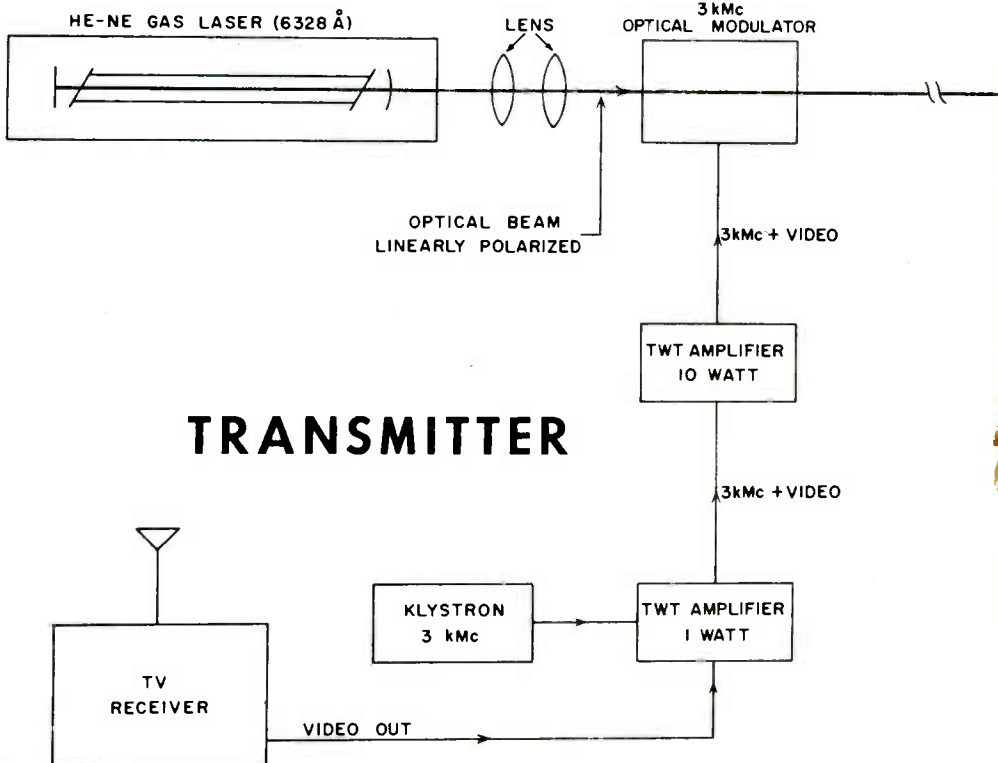 HE-NE GAS LASER (6328 Å)
LENS
3 kMc
OPTICAL MODULATOR
OPTICAL BEAM
LINEARLY POLARIZED
3kMc + VIDEO
TWT AMPLIFIER
10 WATT
TRANSMITTER
3kMc + VIDEO
KLYSTRON
3 kMc
TWT AMPLIFIER
1 WATT
TV
RECEIVER
VIDEO OUT